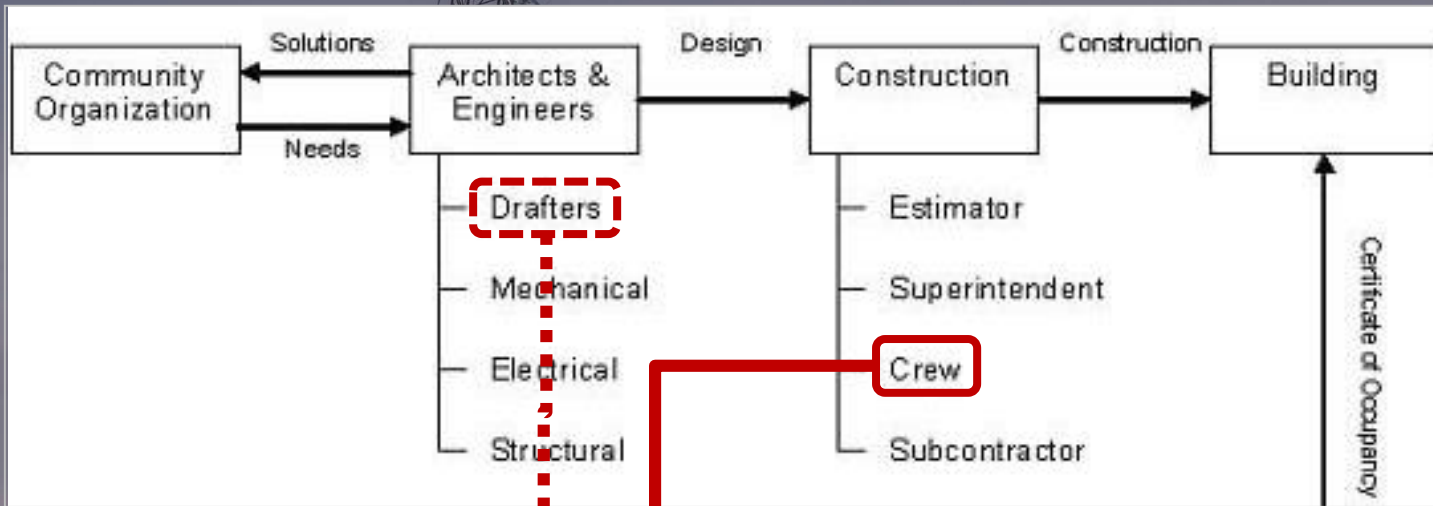 Solutions
Design
Construction
Community
Organization
Architects &
Engineers
Construction
Building
Needs
Drafters
Estimator
Mechanical
Superintendent
Electrical
Crew
Structural
Subcontractor
Certificate of Occupancy